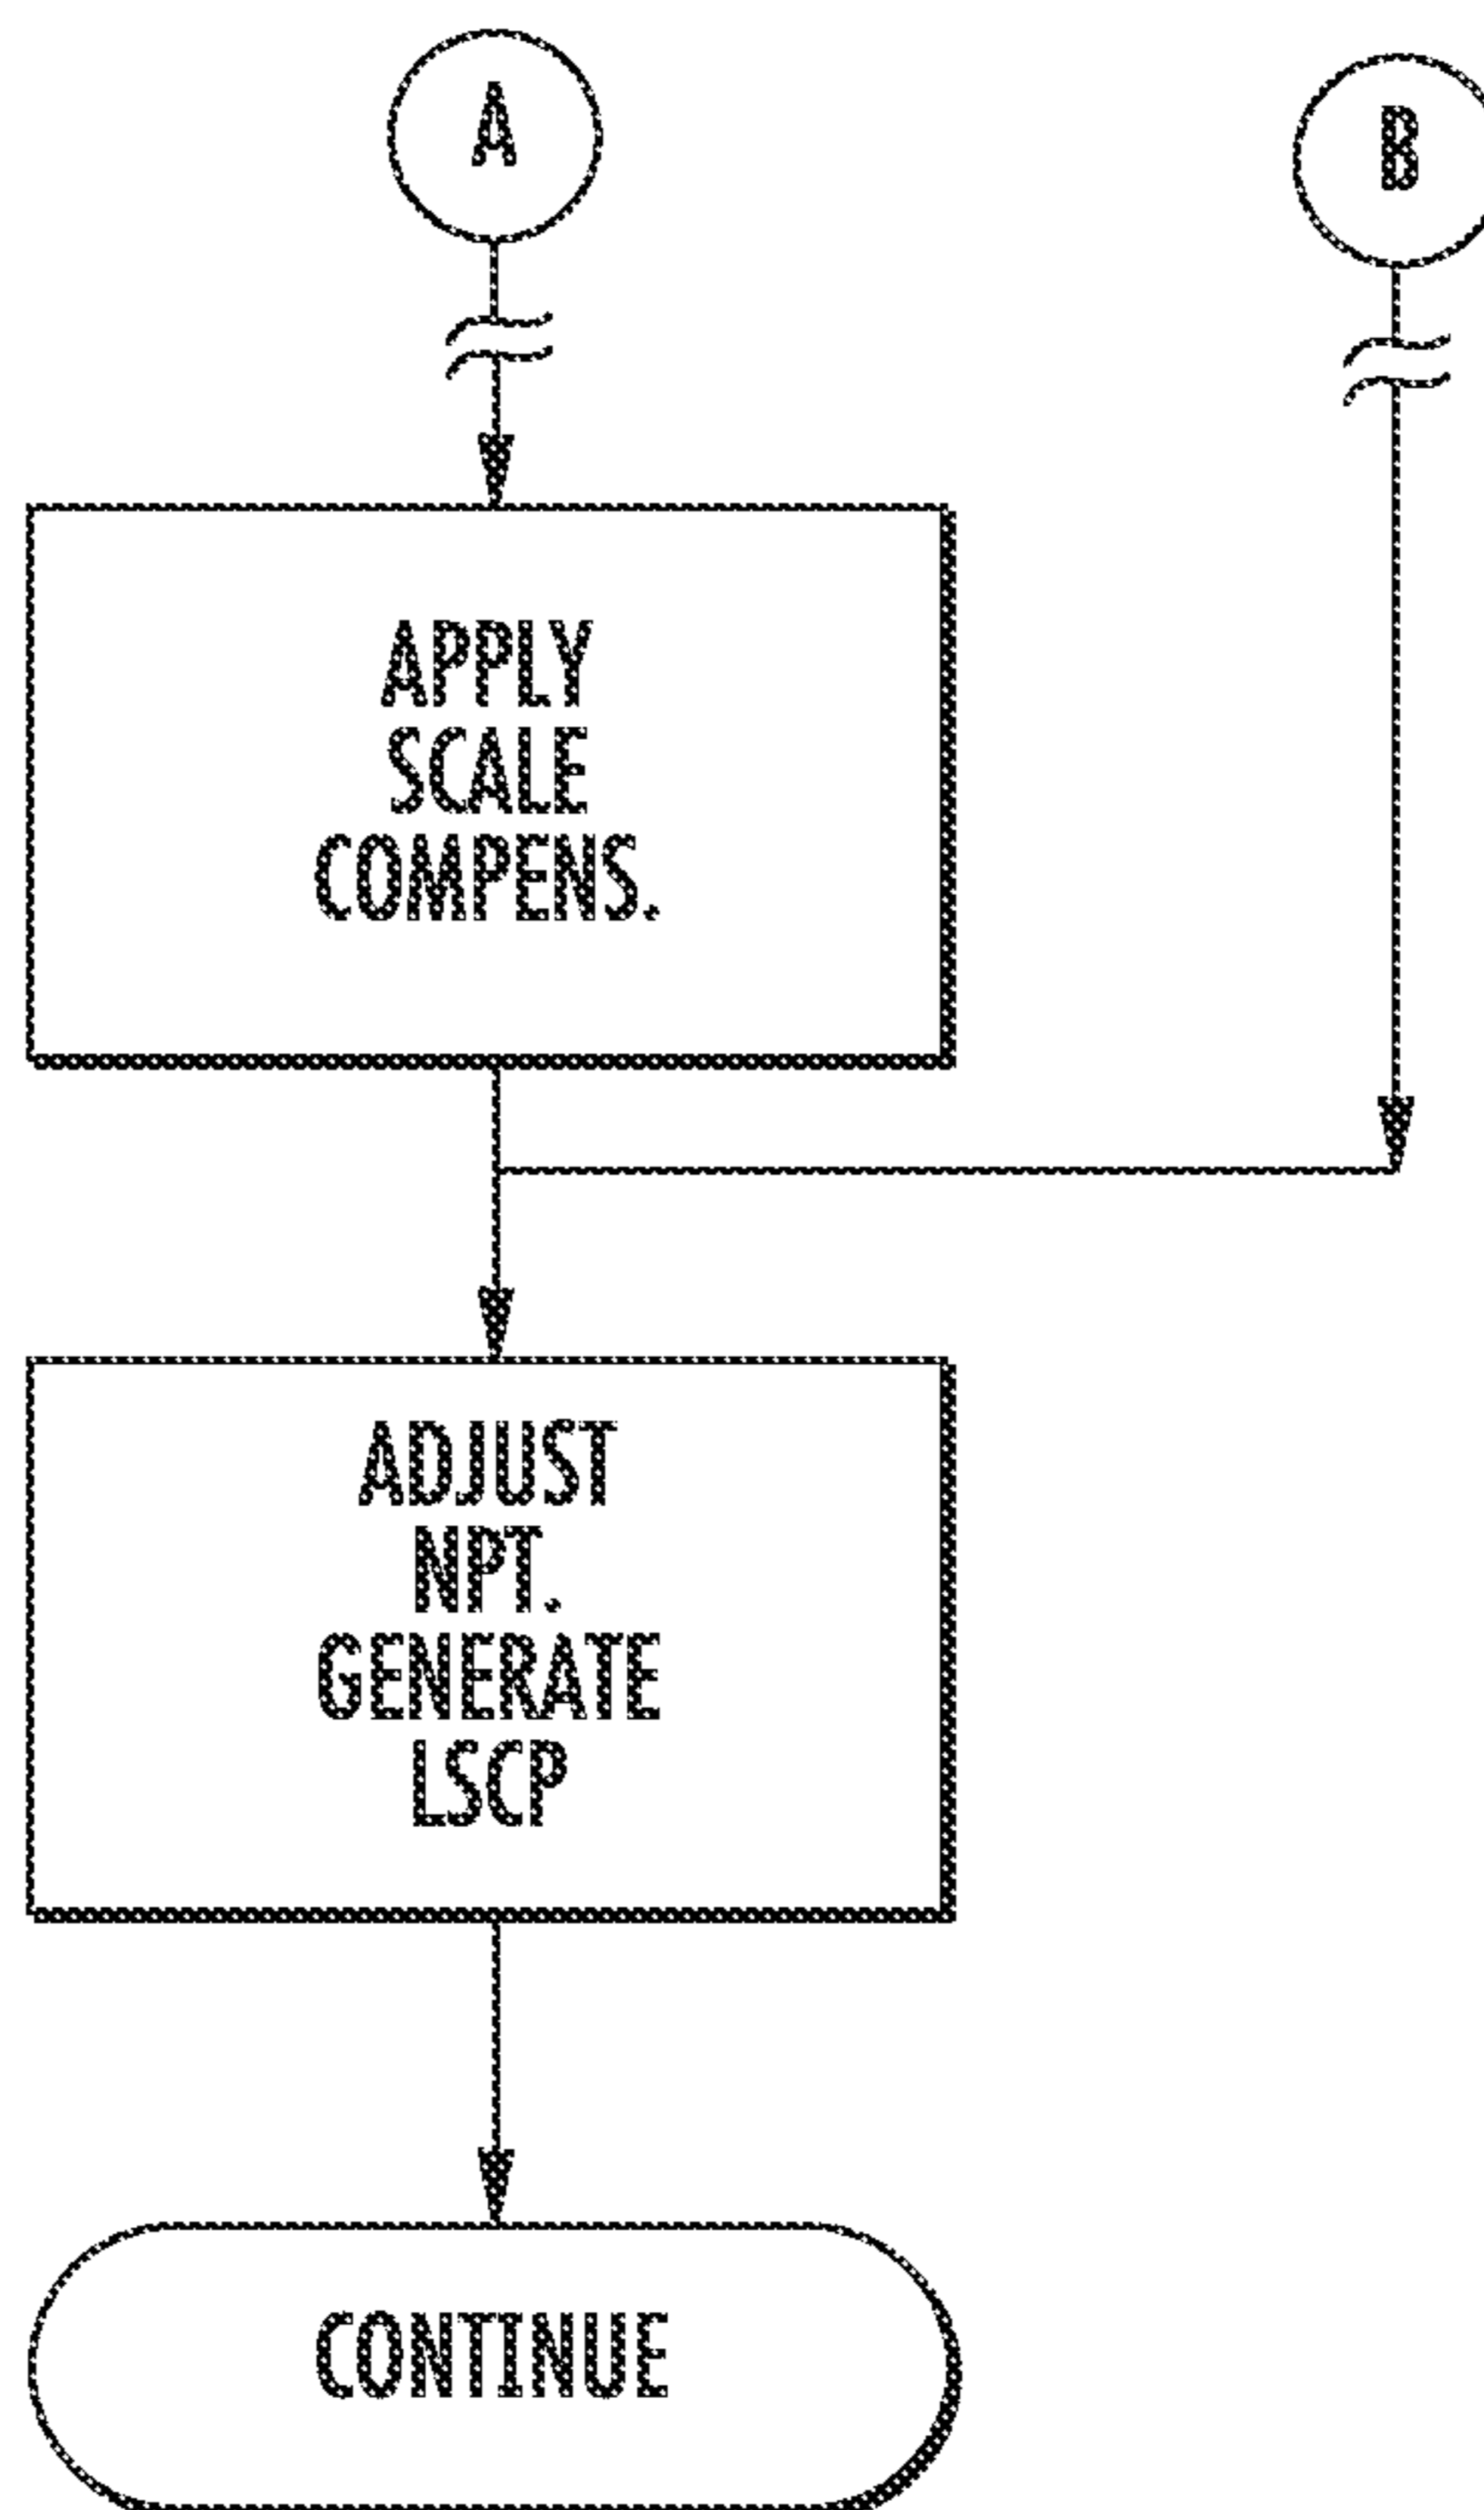 A
B
APPLY
SCALE
COMPENS.
ADJUST
NPT.
GENERATE
LSCP
CONTINUE